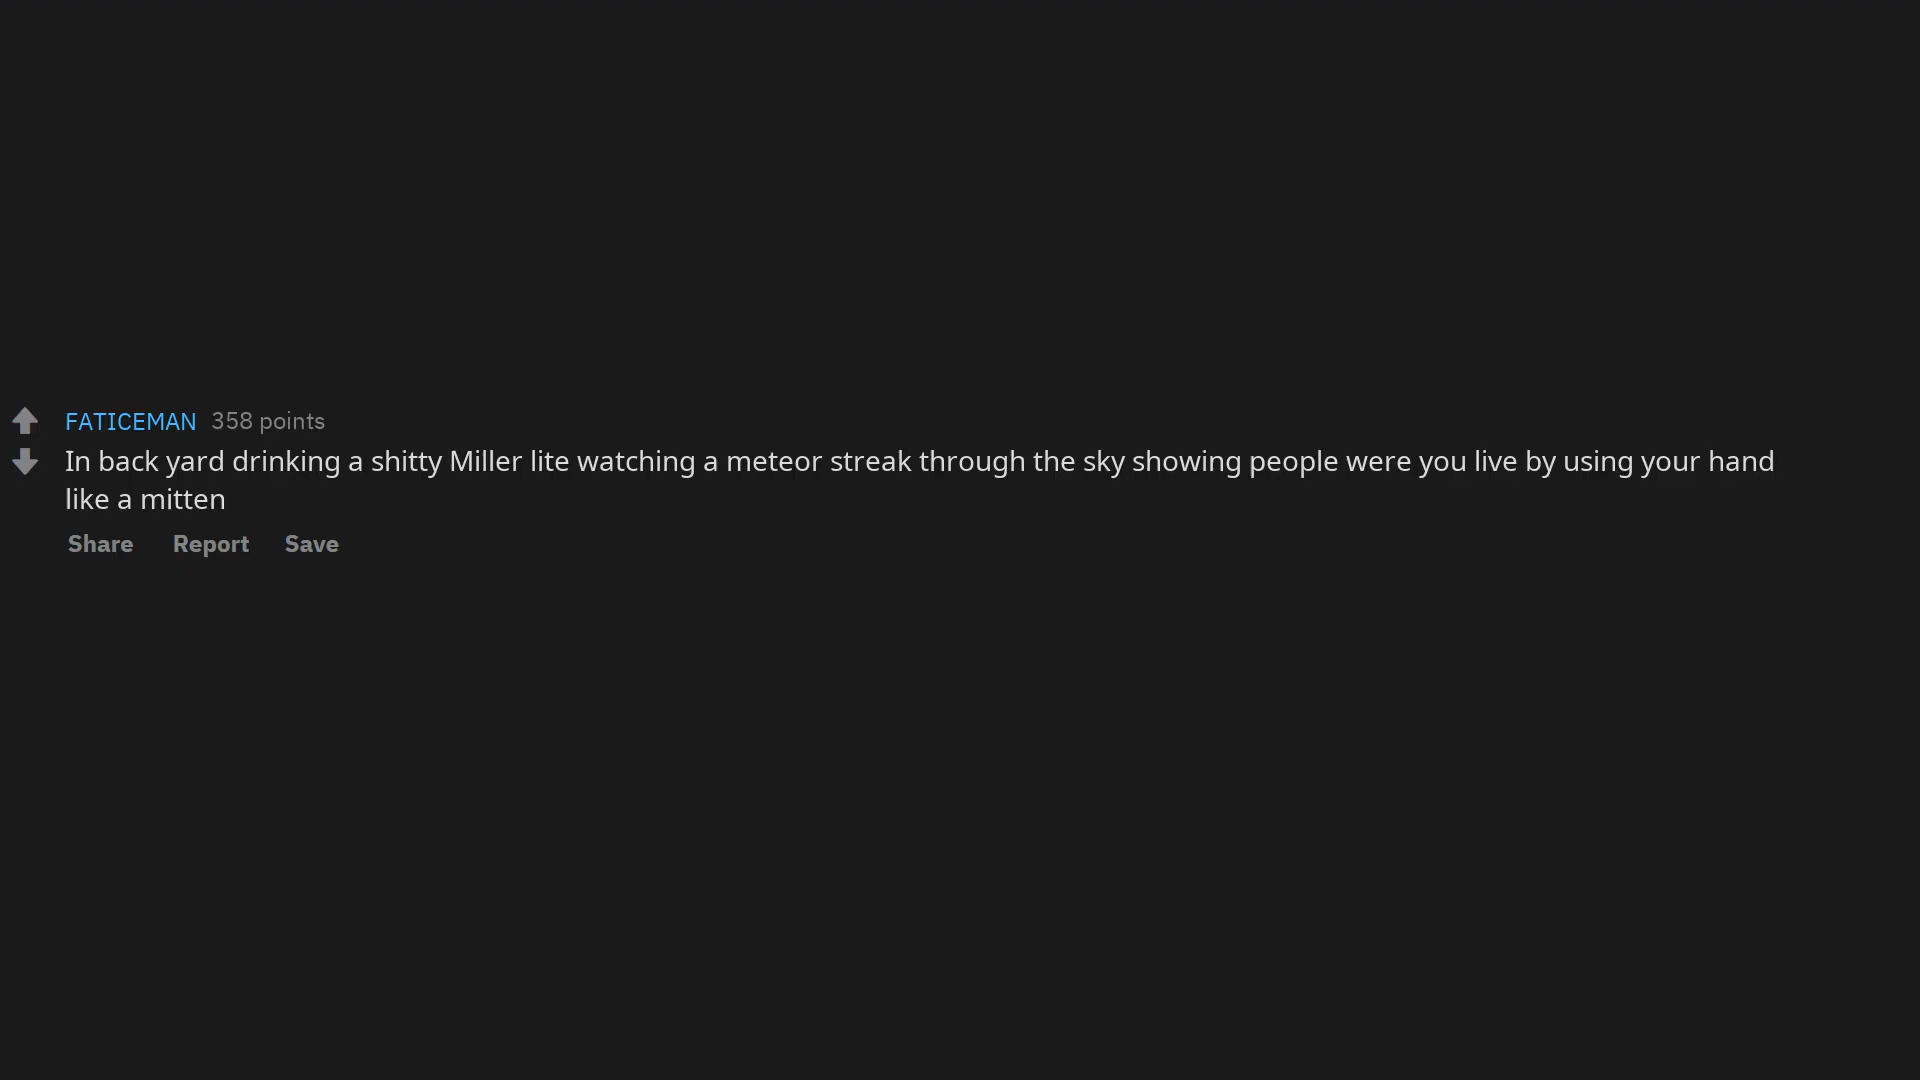 FATICEMAN 358 points
In back yard drinking a shitty Miller lite watching a meteor streak through the sky showing people were you live by using your hand
like a mitten
Share Report Save